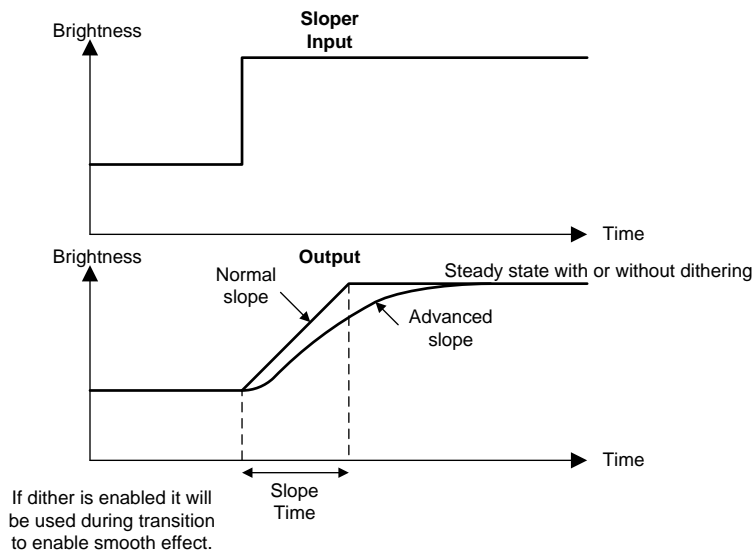 Brightness
Sloper
Input
Time
Brightness
Output
Normal
slope
Steady state with or without dithering
Advanced
slope
Time
Slope
Time
If dither is enabled it will
be used during transition
to enable smooth effect.